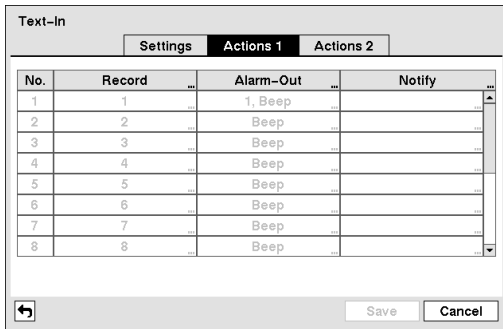 Text-In
Settings Actions 1 Actions 2
No. Record ... Alarm-Out ... Notify ...
1 1 ... 1, Beep ... ...
2 2 ... Beep ... ...
3 3 ... Beep ... ...
4 4 ... Beep ... ...
5 5 ... Beep ... ...
6 6 ... Beep ... ...
7 7 ... Beep ... ...
8 8 ... Beep ... ...
Save Cancel